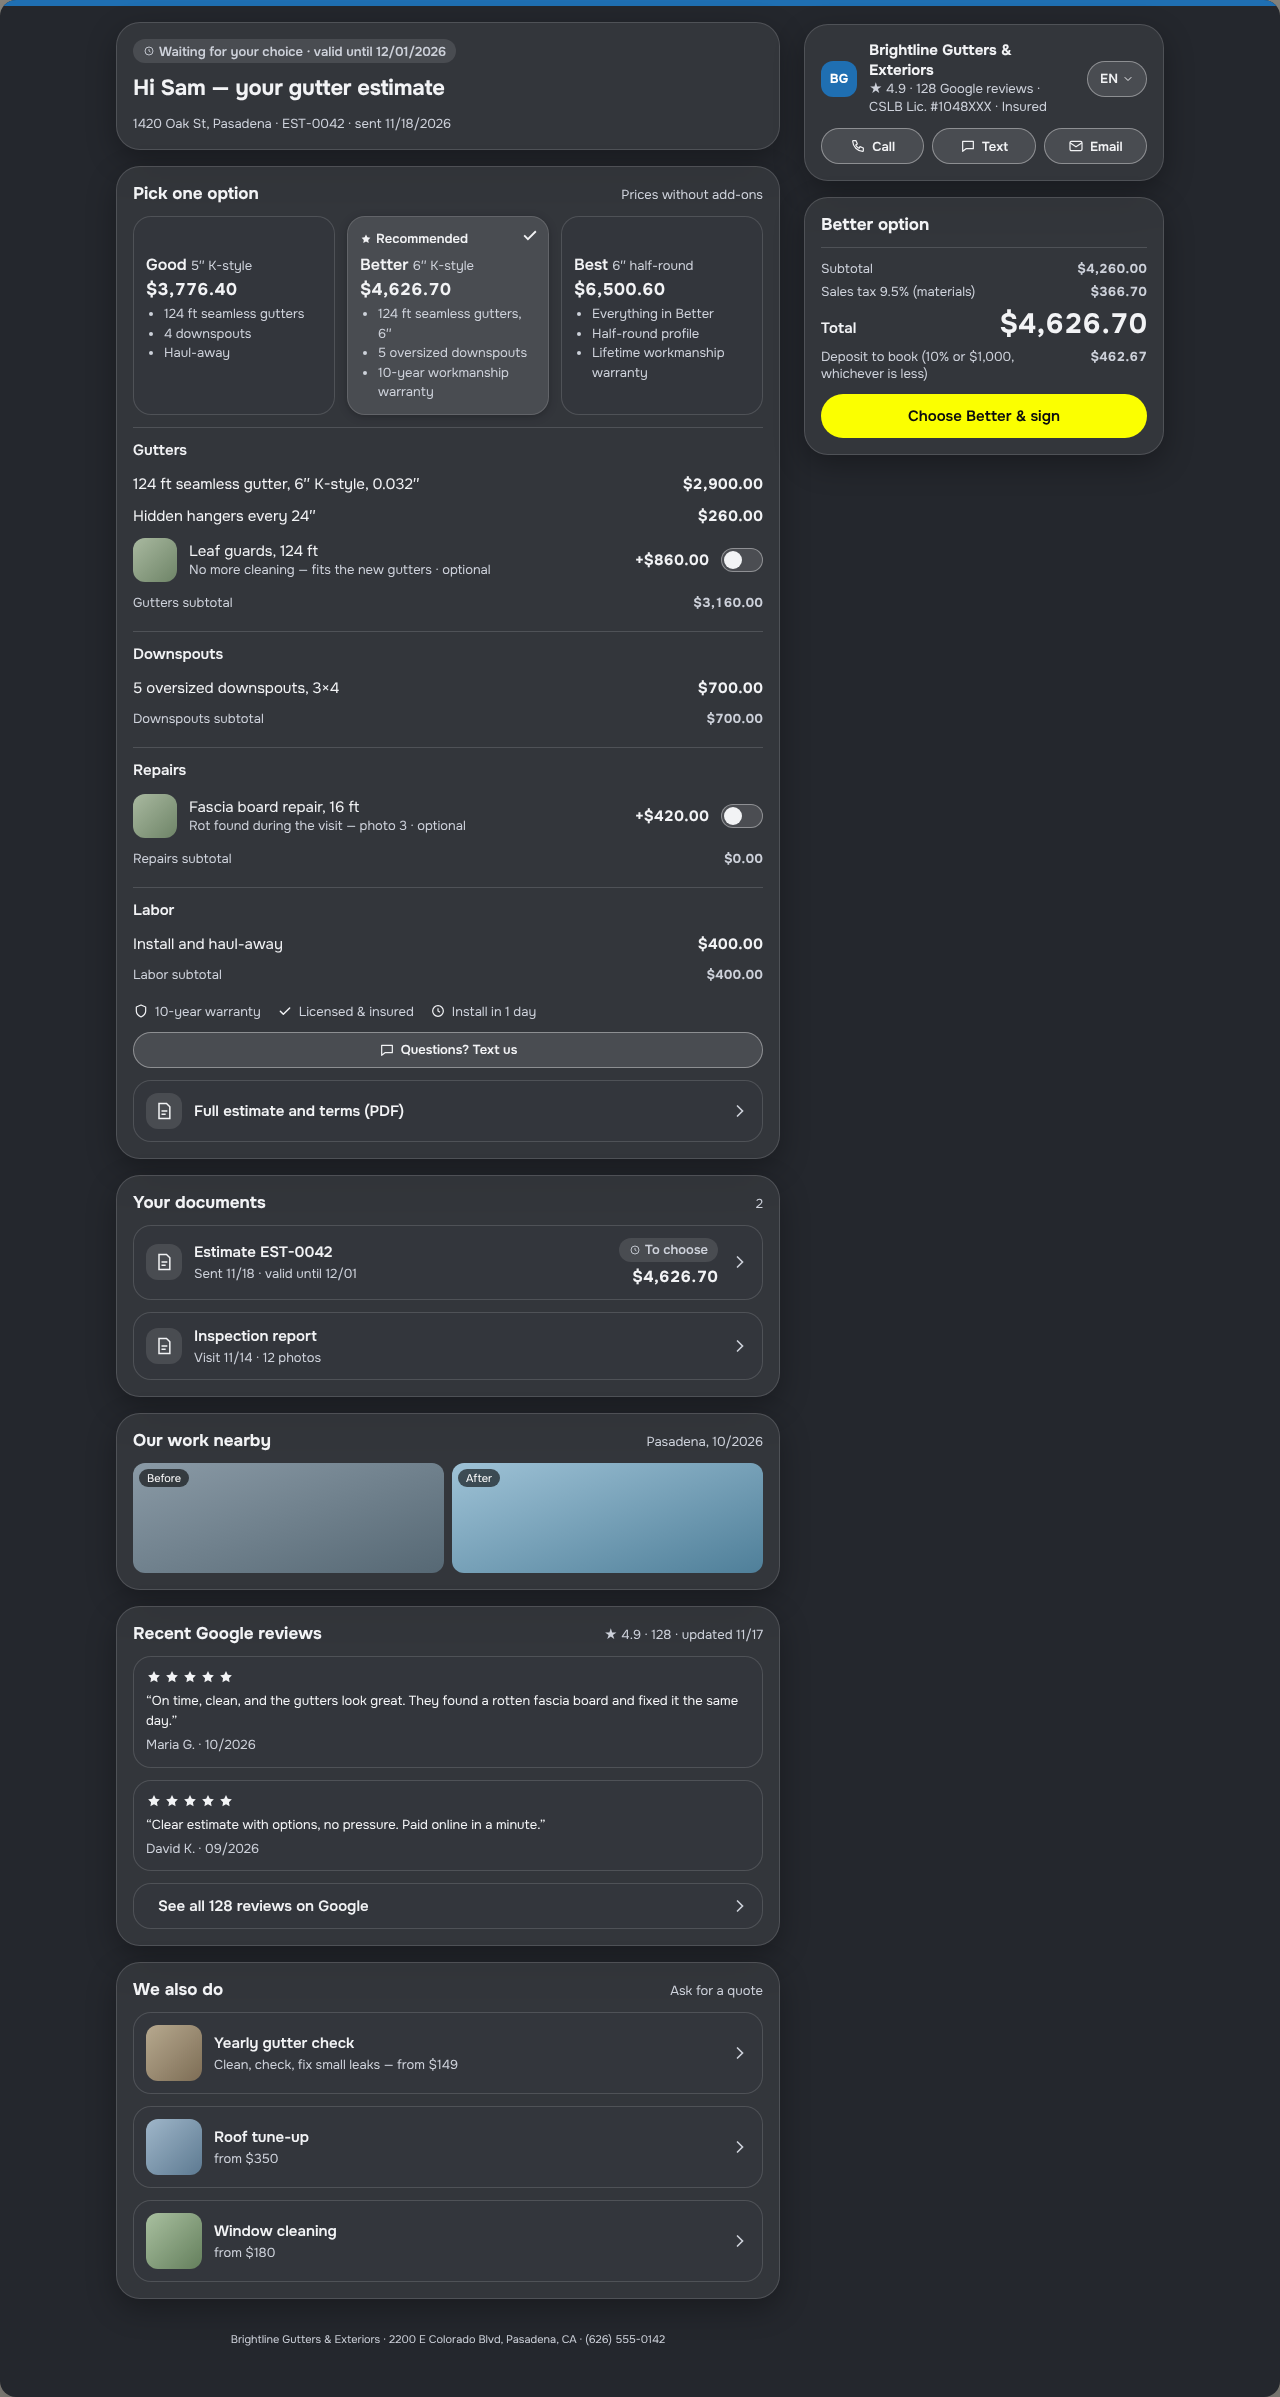 Waiting for your choice · valid until 12/01/2026
Hi Sam — your gutter estimate
1420 Oak St, Pasadena · EST-0042 · sent 11/18/2026
Pick one option
Prices without add-ons
Good 5″ K-style
$3,776.40
• 124 ft seamless gutters
• 4 downspouts
• Haul-away
Recommended
Better 6″ K-style
$4,626.70
• 124 ft seamless gutters,
6″
• 5 oversized downspouts
• 10-year workmanship
warranty
Best 6″ half-round
$6,500.60
• Everything in Better
• Half-round profile
• Lifetime workmanship
warranty
Gutters
124 ft seamless gutter, 6″ K-style, 0.032″ $2,900.00
Hidden hangers every 24″ $260.00
Leaf guards, 124 ft
No more cleaning — fits the new gutters · optional
+$860.00
Gutters subtotal $3,160.00
Downspouts
5 oversized downspouts, 3×4 $700.00
Downspouts subtotal $700.00
Repairs
Fascia board repair, 16 ft
Rot found during the visit — photo 3 · optional
+$420.00
Repairs subtotal $0.00
Labor
Install and haul-away $400.00
Labor subtotal $400.00
10-year warranty Licensed & insured Install in 1 day
Questions? Text us
Full estimate and terms (PDF)
Your documents 2
Estimate EST-0042
Sent 11/18 · valid until 12/01
To choose
$4,626.70
Inspection report
Visit 11/14 · 12 photos
Our work nearby
Pasadena, 10/2026
Before
After
Recent Google reviews
★ 4.9 · 128 · updated 11/17
★ ★ ★ ★ ★
“On time, clean, and the gutters look great. They found a rotten fascia board and fixed it the same
day.”
Maria G. · 10/2026
★ ★ ★ ★ ★
“Clear estimate with options, no pressure. Paid online in a minute.”
David K. · 09/2026
See all 128 reviews on Google
We also do
Ask for a quote
Yearly gutter check
Clean, check, fix small leaks — from $149
Roof tune-up
from $350
Window cleaning
from $180
Brightline Gutters & Exteriors · 2200 E Colorado Blvd, Pasadena, CA · (626) 555-0142
BG
Brightline Gutters &
Exteriors
★ 4.9 · 128 Google reviews ·
CSLB Lic. #1048XXX · Insured
EN
Call
Text
Email
Better option
Subtotal $4,260.00
Sales tax 9.5% (materials) $366.70
Total $4,626.70
Deposit to book (10% or $1,000,
whichever is less)
$462.67
Choose Better & sign